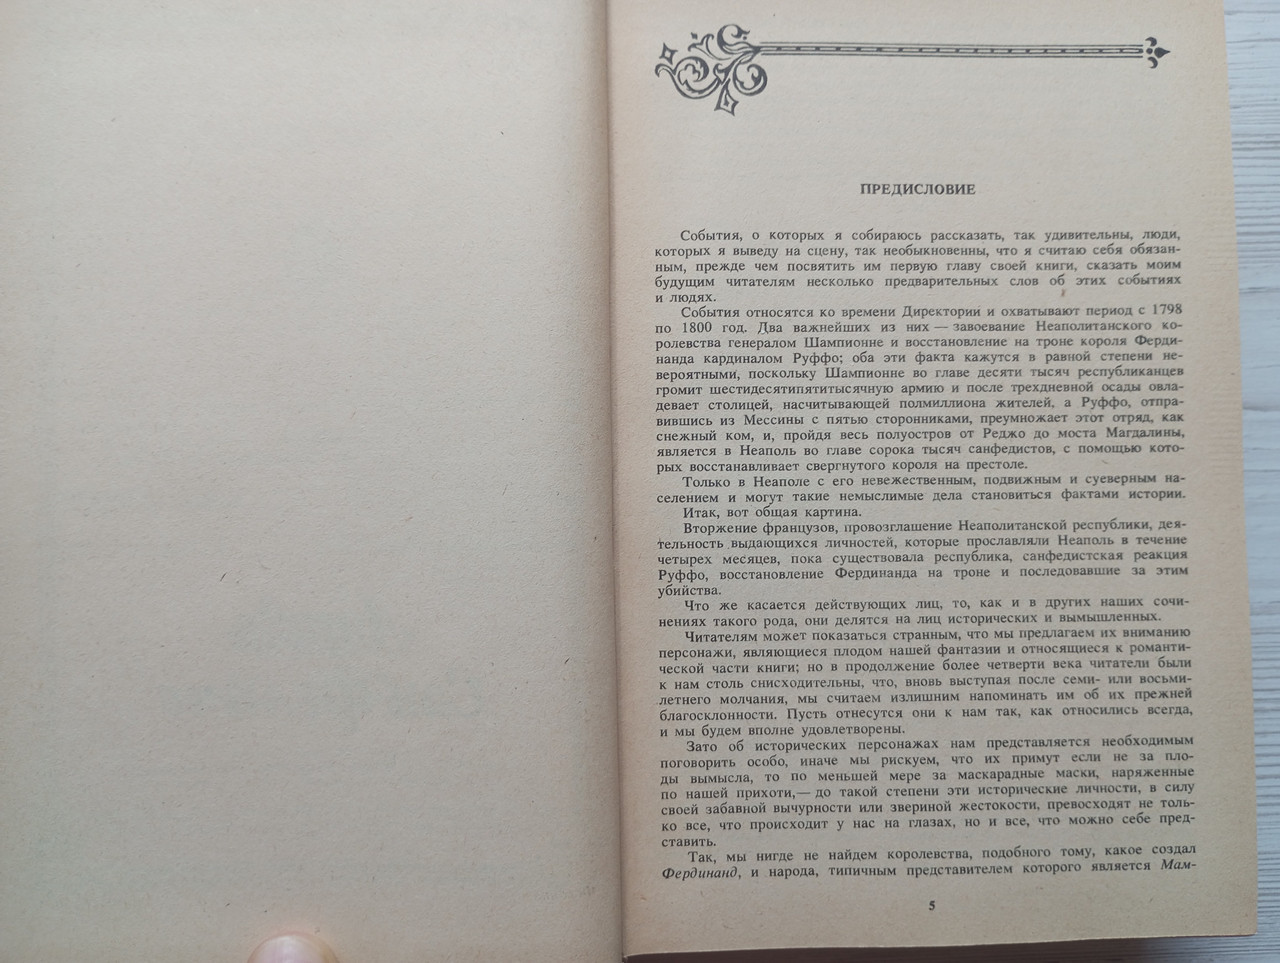 ПРЕДИСЛОВИЕ
События, о которых я собираюсь рассказать, так удивительны, люди,
которых я выведу на сцену, так необыкновенны, что я считаю себя обязан-
ным, прежде чем посвятить им первую главу своей книги, сказать моим
будущим читателям несколько предварительных слов об этих событиях
и людях.
События относятся ко времени Директории и охватывают период с 1798
по 1800 год. Два важнейших из них — завоевание Неаполитанского ко-
ролевства генералом Шампионне и восстановление на троне короля Ферди-
нанда кардиналом Руффо; оба эти факта кажутся в равной степени не-
вероятными, поскольку Шампионне во главе десяти тысяч республиканцев
громит шестидесятипятитысячную армию и после трехдневной осады овла-
девает столицей, насчитывающей полмиллиона жителей, а Руффо, отпра-
вившись из Мессины с пятью сторонниками, преумножает этот отряд, как
снежный ком, и, пройдя весь полуостров от Реджо до моста Магдалины,
является в Неаполь во главе сорока тысяч санфедистов, с помощью кото-
рых восстанавливает свергнутого короля на престоле.
Только в Неаполе с его невежественным, подвижным и суеверным на-
селением и могут такие немыслимые дела становиться фактами истории.
Итак, вот общая картина.
Вторжение французов, провозглашение Неаполитанской республики, дея-
тельность выдающихся личностей, которые прославляли Неаполь в течение
четырех месяцев, пока существовала республика, санфедистская реакция
Руффо, восстановление Фердинанда на троне и последовавшие за этим
убийства.
Что же касается действующих лиц, то, как и в других наших сочи-
нениях такого рода, они делятся на лиц исторических и вымышленных.
Читателям может показаться странным, что мы предлагаем их вниманию
персонажи, являющиеся плодом нашей фантазии и относящиеся к романти-
ческой части книги; но в продолжение более четверти века читатели были
к нам столь снисходительны, что, вновь выступая после семи- или восьми-
летнего молчания, мы считаем излишним напоминать им об их прежней
благосклонности. Пусть отнесутся они к нам так, как относились всегда,
и мы будем вполне удовлетворены.
Зато об исторических персонажах нам представляется необходимым
поговорить особо, иначе мы рискуем, что их примут если не за пло-
ды вымысла, то по меньшей мере за маскарадные маски, наряженные
по нашей прихоти,— до такой степени эти исторические личности, в силу
своей забавной вычурности или звериной жестокости, превосходят не толь-
ко все, что происходит у нас на глазах, но и все, что можно себе пред-
ставить.
Так, мы нигде не найдем королевства, подобного тому, какое создал
Фердинанд, и народа, типичным представителем которого является Мам-
5